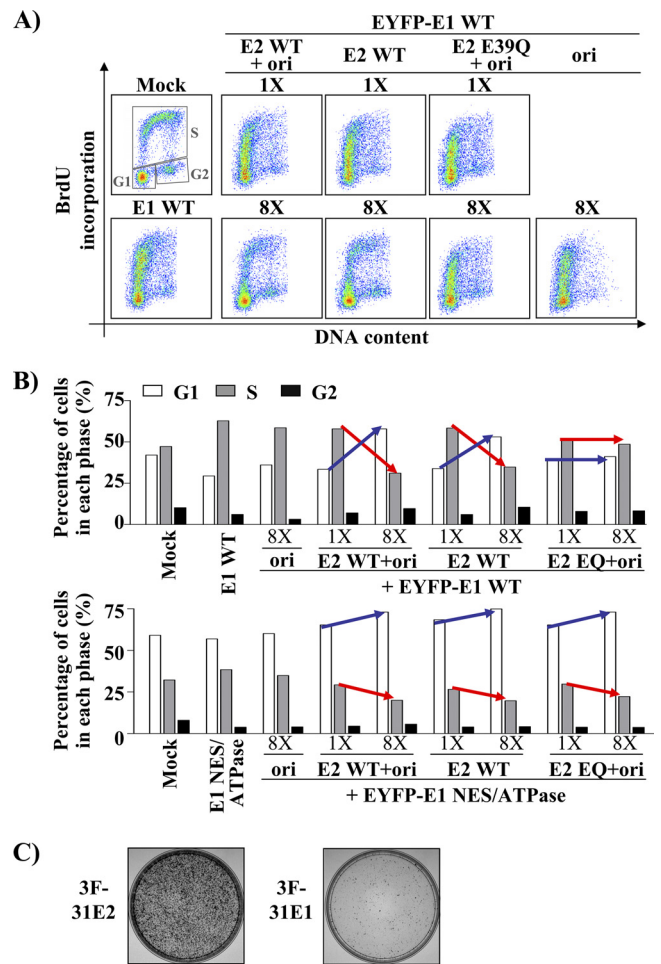 A)
EYFP-E1 WT
E2 WT + ori
E2 WT
E2 E39Q + ori
ori
Mock
1X
1X
1X
S
G1
G2
E1 WT
8X
8X
8X
8X
BrdU incorporation
DNA content
B)
G1
S
G2
Percentage of cells in each phase (%)
75
50
25
0
Mock
E1 WT
8X
1X
8X
1X
8X
1X
8X
ori
E2 WT+ori
E2 WT
E2 EQ+ori
+ EYFP-E1 WT
Percentage of cells in each phase (%)
75
50
25
0
Mock
E1 NES/ATPase
8X
1X
8X
1X
8X
1X
8X
ori
E2 WT+ori
E2 WT
E2 EQ+ori
+ EYFP-E1 NES/ATPase
C)
3F-31E2
3F-31E1